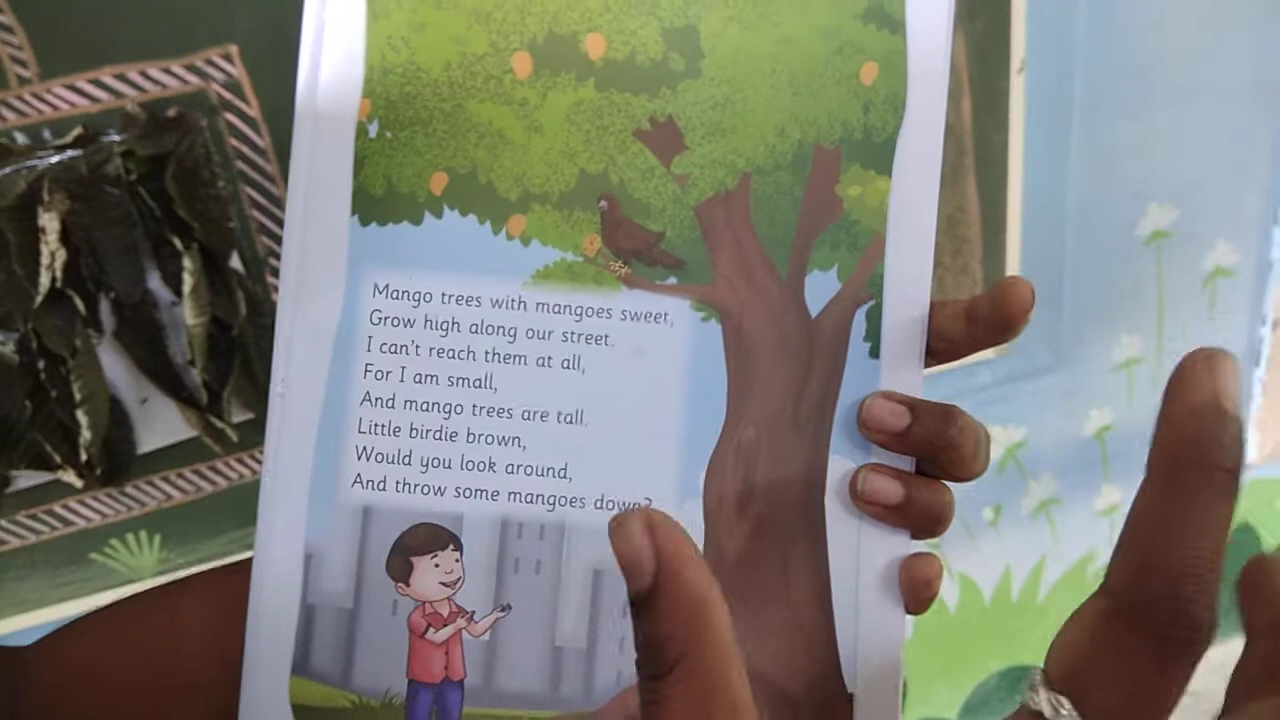 Mango trees with mangoes sweet,
Grow high along our street.
I can't reach them at all,
For I am small,
And mango trees are tall.
Little birdie brown,
Would you look around,
And throw some mangoes down?